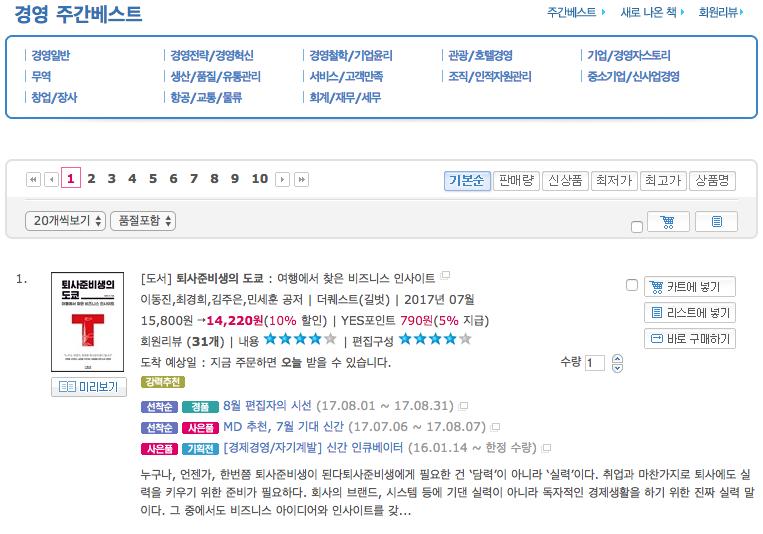 경영 주간베스트
주간베스트 새로 나온 책 회원리뷰
경영일반 경영전략/경영혁신 경영철학/기업윤리 관광/호텔경영 기업/경영자스토리
무역 생산/품질/유통관리 서비스/고객만족 조직/인적자원관리 중소기업/신사업경영
창업/장사 항공/교통/물류 회계/재무/세무
1 2 3 4 5 6 7 8 9 10 기본순 판매량 신상품 최저가 최고가 상품명
20개씩보기 품절포함
1. [도서] 퇴사준비생의 도쿄 : 여행에서 찾은 비즈니스 인사이트
카트에 넣기
이동진,최경희,김주은,민세훈 공저 | 더퀘스트(길벗) | 2017년 07월
리스트에 넣기
15,800원 →14,220원(10% 할인) | YES포인트 790원(5% 지급)
회원리뷰 (31개) | 내용 | 편집구성
바로 구매하기
도착 예상일 : 지금 주문하면 오늘 받을 수 있습니다.
수량 1
강력추천
퇴사준비생의
도쿄
여행에서 찾은 비즈니스 인사이트
미리보기
선착순 경품 8월 편집자의 시선 (17.08.01 ~ 17.08.31)
선착순 사은품 MD 추천, 7월 기대 신간 (17.07.06 ~ 17.08.07)
사은품 기획전 [경제경영/자기계발] 신간 인큐베이터 (16.01.14 ~ 한정 수량)
누구나, 언젠가, 한번쯤 퇴사준비생이 된다퇴사준비생에게 필요한 건 ‘담력’이 아니라 ‘실력’이다. 취업과 마찬가지로 퇴사에도 실
력을 키우기 위한 준비가 필요하다. 회사의 브랜드, 시스템 등에 기댄 실력이 아니라 독자적인 경제생활을 하기 위한 진짜 실력 말
이다. 그 중에서도 비즈니스 아이디어와 인사이트를 갖...